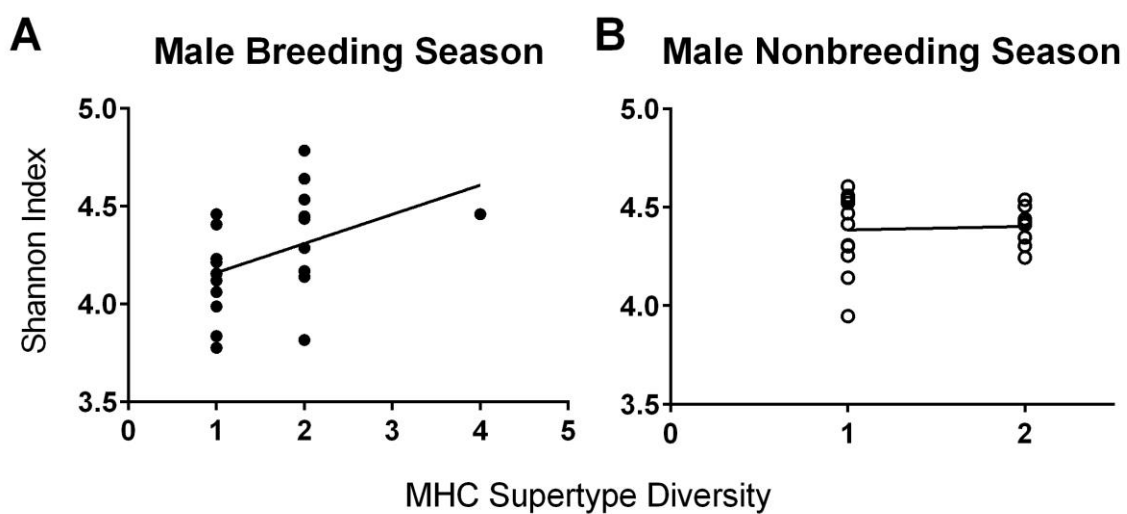 A
Male Breeding Season
B
Male Nonbreeding Season
Shannon Index
5.0
4.5
4.0
3.5
0 1 2 3 4 5
5.0
4.5
4.0
3.5
0 1 2
MHC Supertype Diversity